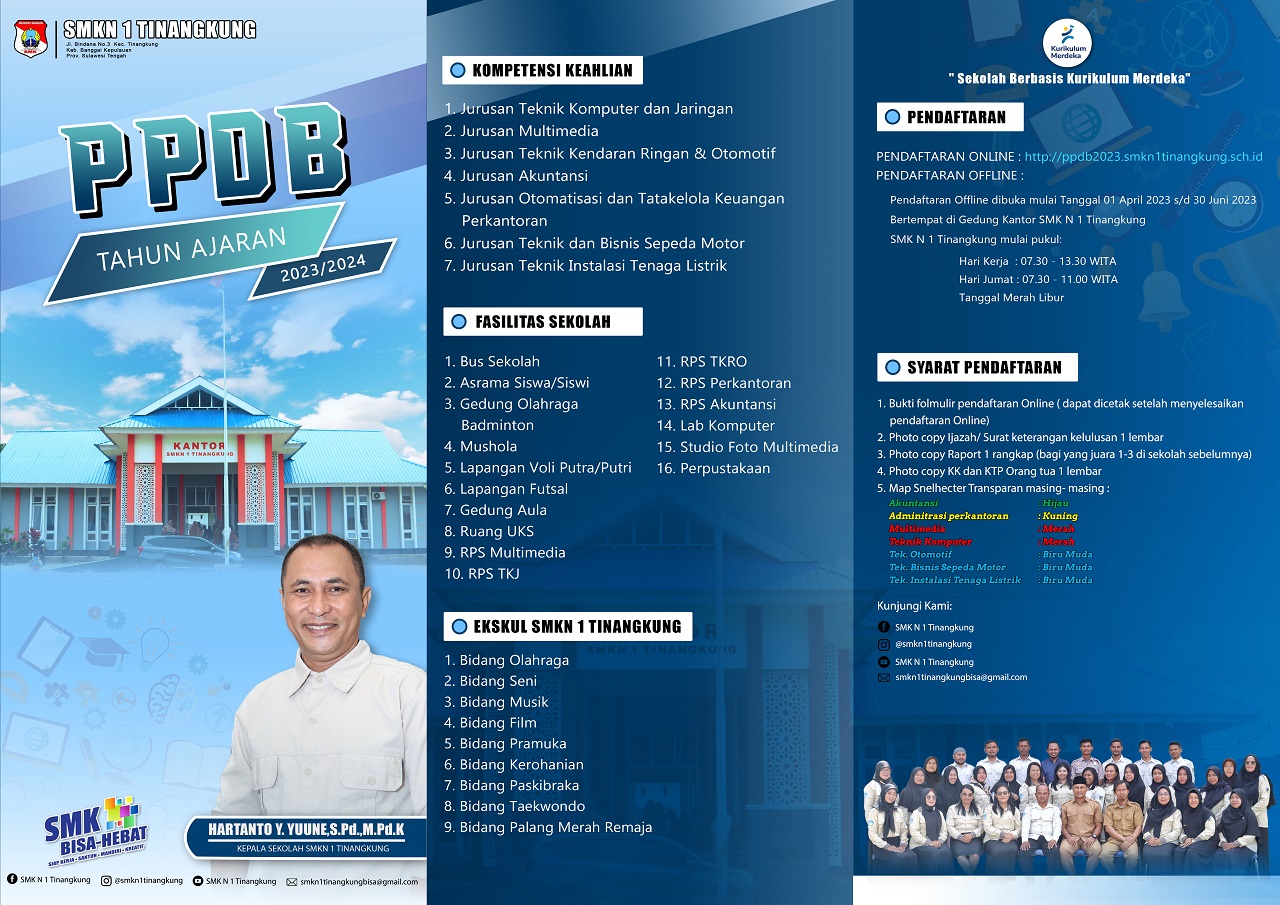 SMKN 1 TINANGKUNG
Jl. Bindana No.3 Kec. Tinangkung
Kab. Banggai Kepulauan
Prov. Sulawesi Tengah
SMK
PPDB
TAHUN AJARAN
2023/2024
KANTOR
SMKN 1 TINANGKUNG
SMK
BISA-HEBAT
SIAP KERJA • SANTUN • MANDIRI • KREATIF
HARTANTO Y. YUUNE,S.Pd.,M.Pd.K
KEPALA SEKOLAH SMKN 1 TINANGKUNG
SMK N 1 Tinangkung
@smkn1tinangkung
SMK N 1 Tinangkung
smkn1tinangkungbisa@gmail.com
KOMPETENSI KEAHLIAN
1. Jurusan Teknik Komputer dan Jaringan
2. Jurusan Multimedia
3. Jurusan Teknik Kendaran Ringan & Otomotif
4. Jurusan Akuntansi
5. Jurusan Otomatisasi dan Tatakelola Keuangan
Perkantoran
6. Jurusan Teknik dan Bisnis Sepeda Motor
7. Jurusan Teknik Instalasi Tenaga Listrik
FASILITAS SEKOLAH
1. Bus Sekolah
2. Asrama Siswa/Siswi
3. Gedung Olahraga
Badminton
4. Mushola
5. Lapangan Voli Putra/Putri
6. Lapangan Futsal
7. Gedung Aula
8. Ruang UKS
9. RPS Multimedia
10. RPS TKJ
11. RPS TKRO
12. RPS Perkantoran
13. RPS Akuntansi
14. Lab Komputer
15. Studio Foto Multimedia
16. Perpustakaan
EKSKUL SMKN 1 TINANGKUNG
1. Bidang Olahraga
2. Bidang Seni
3. Bidang Musik
4. Bidang Film
5. Bidang Pramuka
6. Bidang Kerohanian
7. Bidang Paskibraka
8. Bidang Taekwondo
9. Bidang Palang Merah Remaja
Kurikulum
Merdeka
" Sekolah Berbasis Kurikulum Merdeka"
PENDAFTARAN
PENDAFTARAN ONLINE : http://ppdb2023.smkn1tinangkung.sch.id
PENDAFTARAN OFFLINE :
Pendaftaran Offline dibuka mulai Tanggal 01 April 2023 s/d 30 Juni 2023
Bertempat di Gedung Kantor SMK N 1 Tinangkung
SMK N 1 Tinangkung mulai pukul:
Hari Kerja : 07.30 - 13.30 WITA
Hari Jumat : 07.30 - 11.00 WITA
Tanggal Merah Libur
SYARAT PENDAFTARAN
1. Bukti folmulir pendaftaran Online ( dapat dicetak setelah menyelesaikan
pendaftaran Online)
2. Photo copy Ijazah/ Surat keterangan kelulusan 1 lembar
3. Photo copy Raport 1 rangkap (bagi yang juara 1-3 di sekolah sebelumnya)
4. Photo copy KK dan KTP Orang tua 1 lembar
5. Map Snelhecter Transparan masing- masing :
Akuntansi : Hijau
Adminitrasi perkantoran : Kuning
Multimedia : Merah
Teknik Komputer : Merah
Tek. Otomotif : Biru Muda
Tek. Bisnis Sepeda Motor : Biru Muda
Tek. Instalasi Tenaga Listrik : Biru Muda
Kunjungi Kami:
SMK N 1 Tinangkung
@smkn1tinangkung
SMK N 1 Tinangkung
smkn1tinangkungbisa@gmail.com